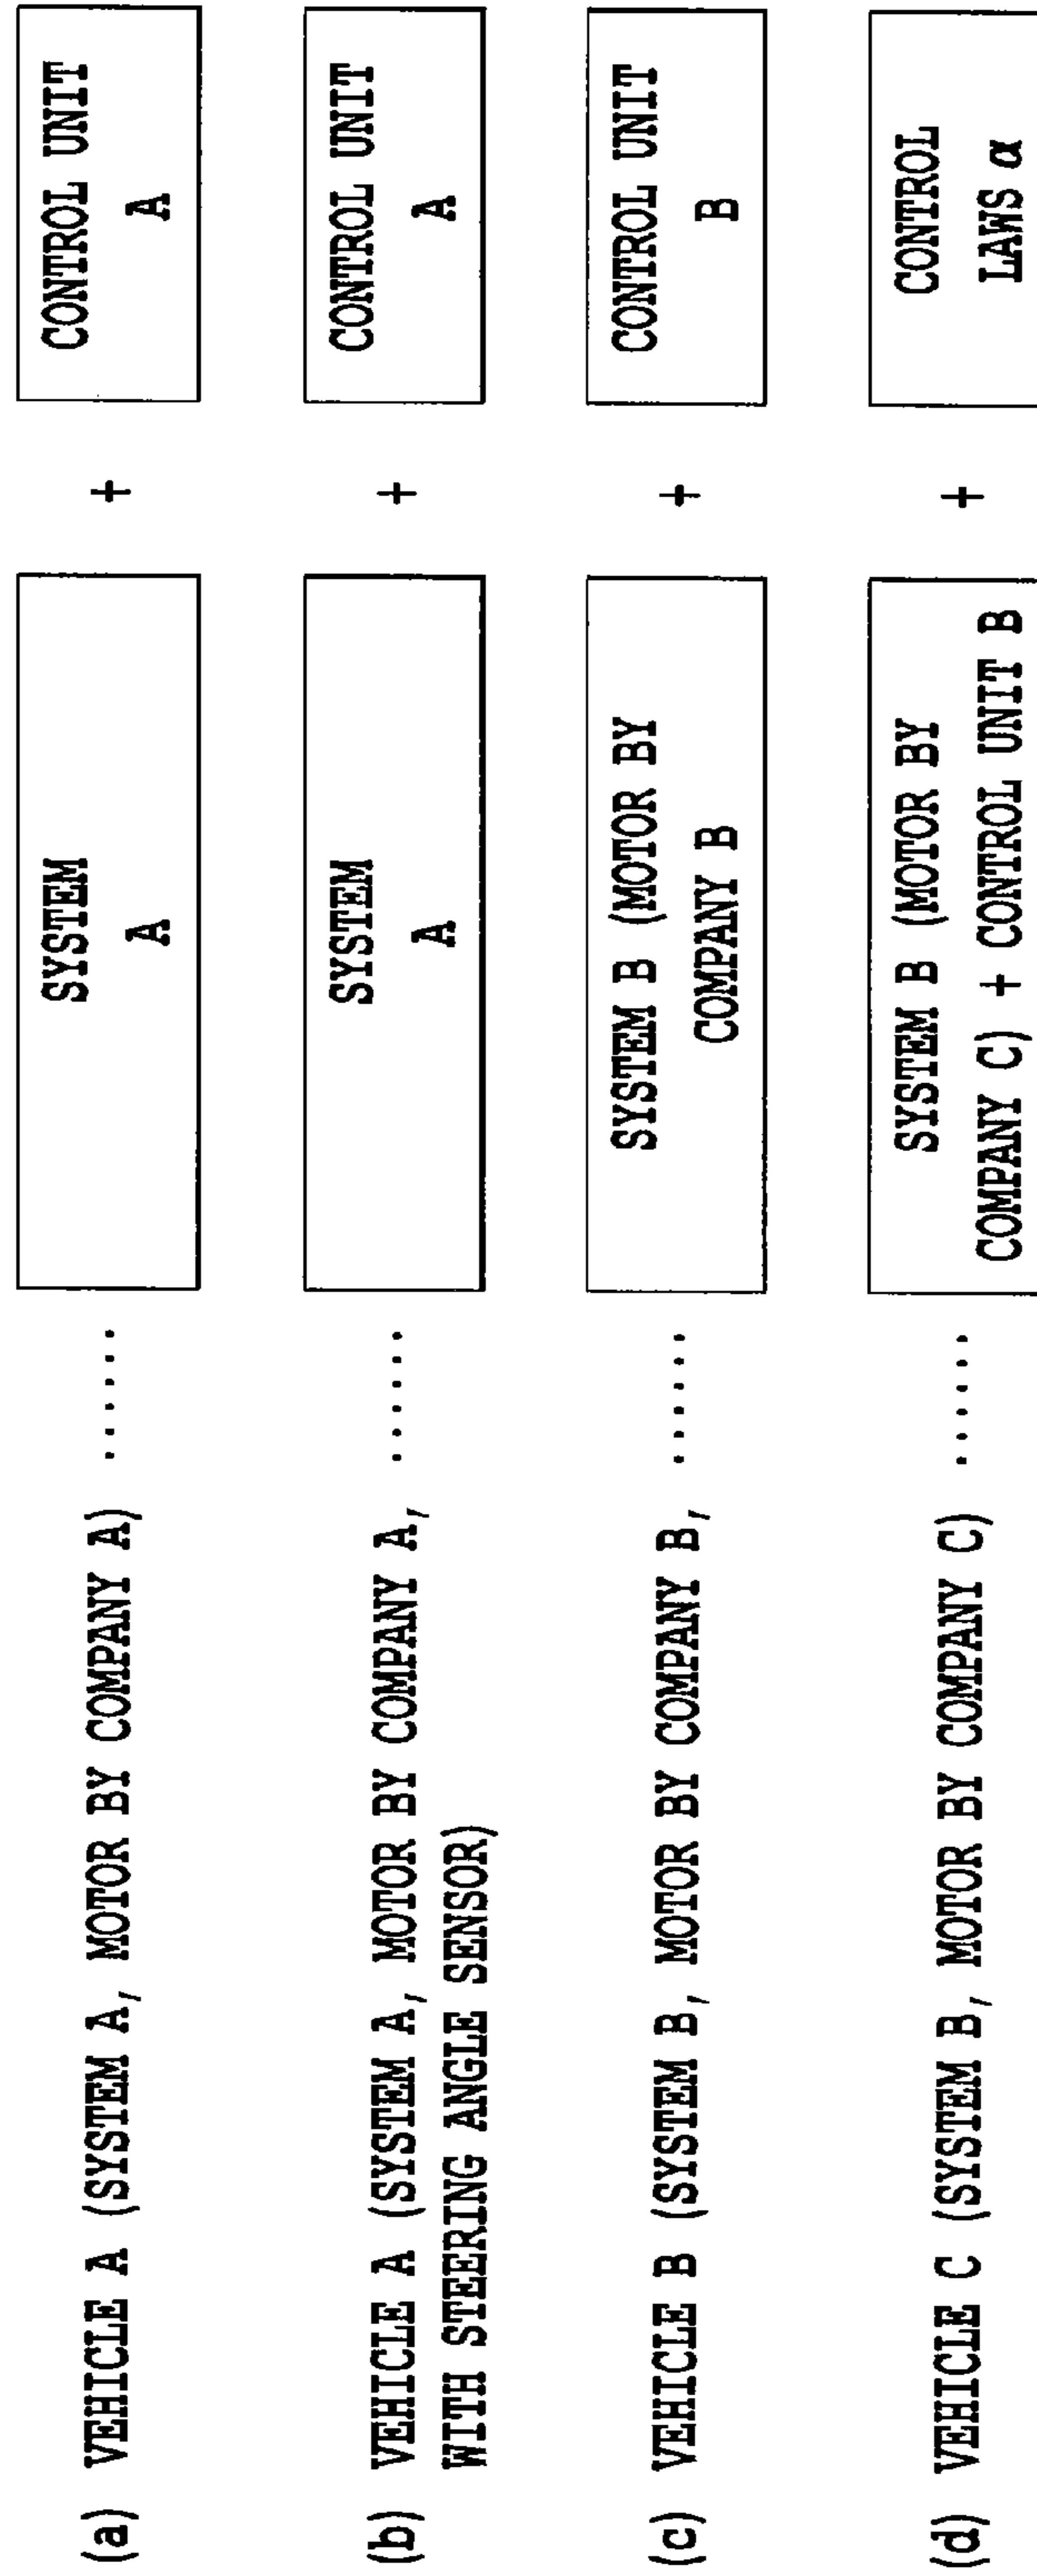 (a) VEHICLE A (SYSTEM A, MOTOR BY COMPANY A) ......
SYSTEM
A
+
CONTROL UNIT
A
(b) VEHICLE A (SYSTEM A, MOTOR BY COMPANY A, ......
WITH STEERING ANGLE SENSOR)
SYSTEM
A
+
CONTROL UNIT
A
(c) VEHICLE B (SYSTEM B, MOTOR BY COMPANY B, ......
SYSTEM B (MOTOR BY
COMPANY B
+
CONTROL UNIT
B
(d) VEHICLE C (SYSTEM B, MOTOR BY COMPANY C) ......
SYSTEM B (MOTOR BY
COMPANY C) + CONTROL UNIT B
+
CONTROL
LAWS α